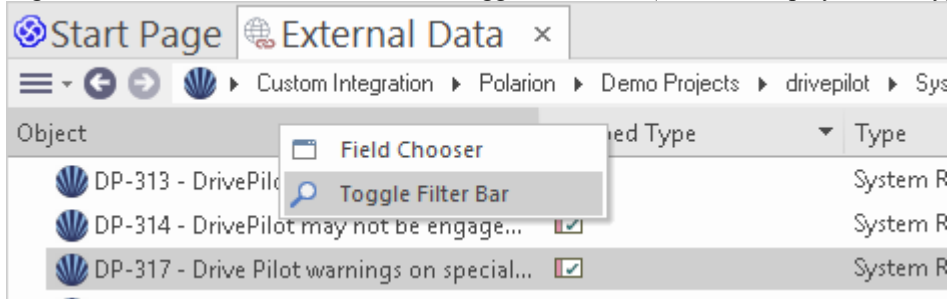 Start Page External Data ×
Custom Integration Polarion Demo Projects drivepilot Sys
Object ed Type Type
Field Chooser
DP-313 - DrivePil System R
Toggle Filter Bar
DP-314 - DrivePilot may not be engage... System R
DP-317 - Drive Pilot warnings on special... System R